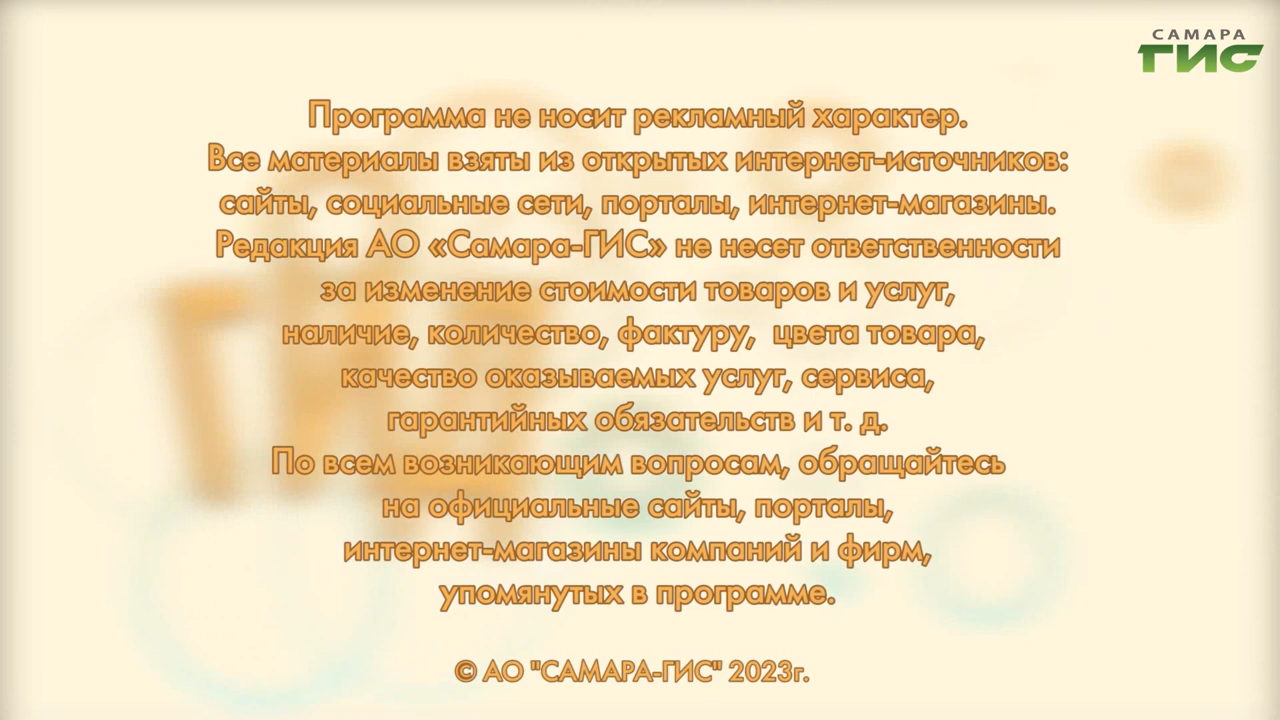 САМАРА
ГИС
Программа не носит рекламный характер.
Все материалы взяты из открытых интернет-источников:
сайты, социальные сети, порталы, интернет-магазины.
Редакция АО «Самара-ГИС» не несет ответственности
за изменение стоимости товаров и услуг,
наличие, количество, фактуру, цвета товара,
качество оказываемых услуг, сервиса,
гарантийных обязательств и т. д.
По всем возникающим вопросам, обращайтесь
на официальные сайты, порталы,
интернет-магазины компаний и фирм,
упомянутых в программе.
© АО "САМАРА-ГИС" 2023г.